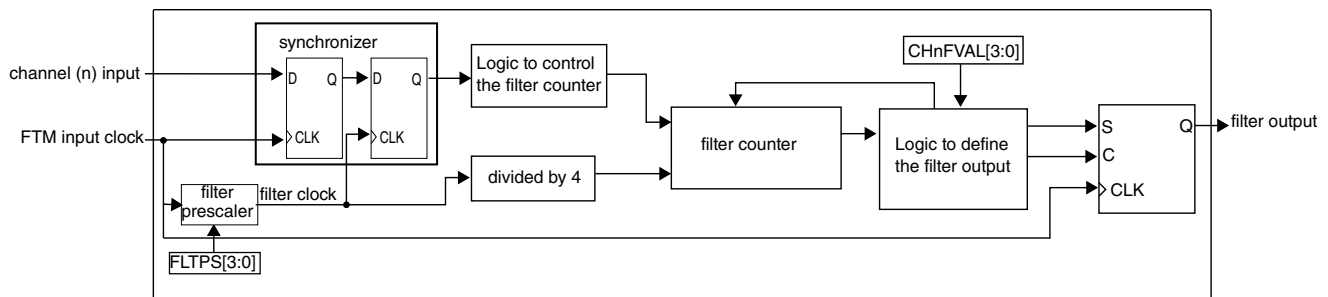 synchronizer
CHnFVAL[3:0]
channel (n) input
D Q
D Q
Logic to control
the filter counter
FTM input clock
CLK
CLK
filter counter
Logic to define
the filter output
S Q
C
CLK
filter output
divided by 4
filter
prescaler
filter clock
FLTPS[3:0]